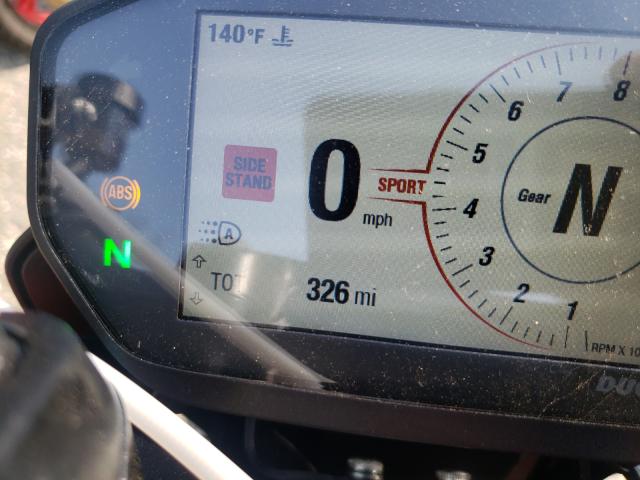 140°F
8
7
6
5
SIDE
STAND
0
mph
SPORT
4
Gear
N
ABS
N
A
3
TOT
326 mi
2
1
RPM X 10